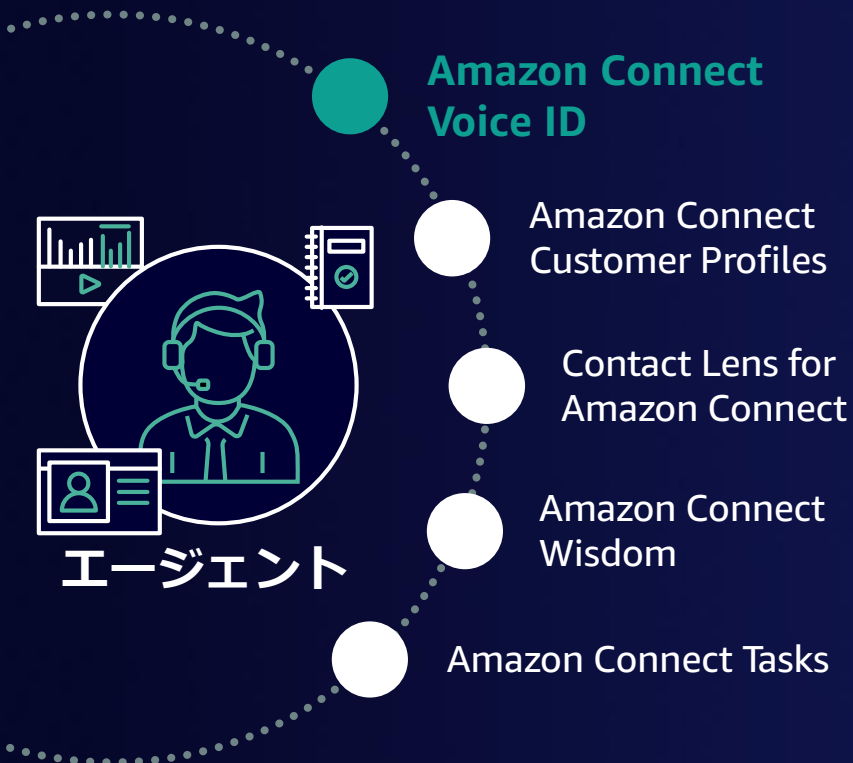 Amazon Connect
Voice ID
Amazon Connect
Customer Profiles
Contact Lens for
Amazon Connect
Amazon Connect
Wisdom
Amazon Connect Tasks
エージェント